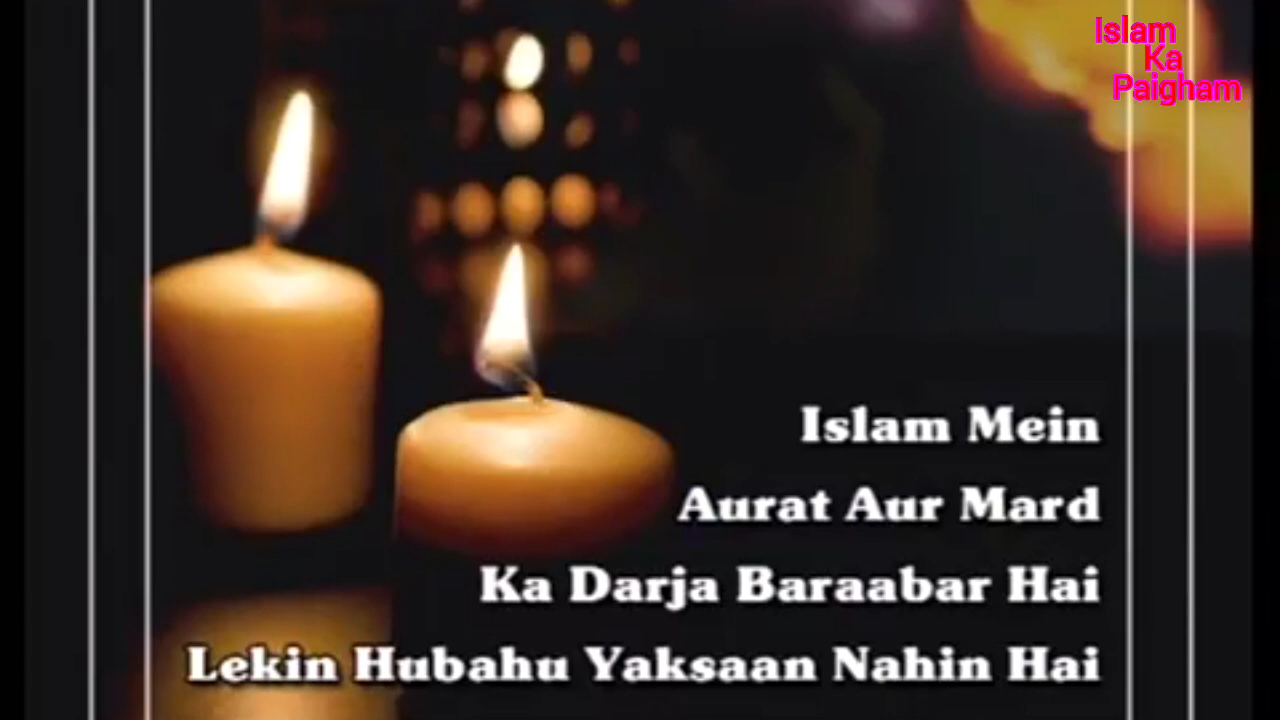 Islam
Ka
Paigham
Islam Mein
Aurat Aur Mard
Ka Darja Baraabar Hai
Lekin Hubahu Yaksaan Nahin Hai